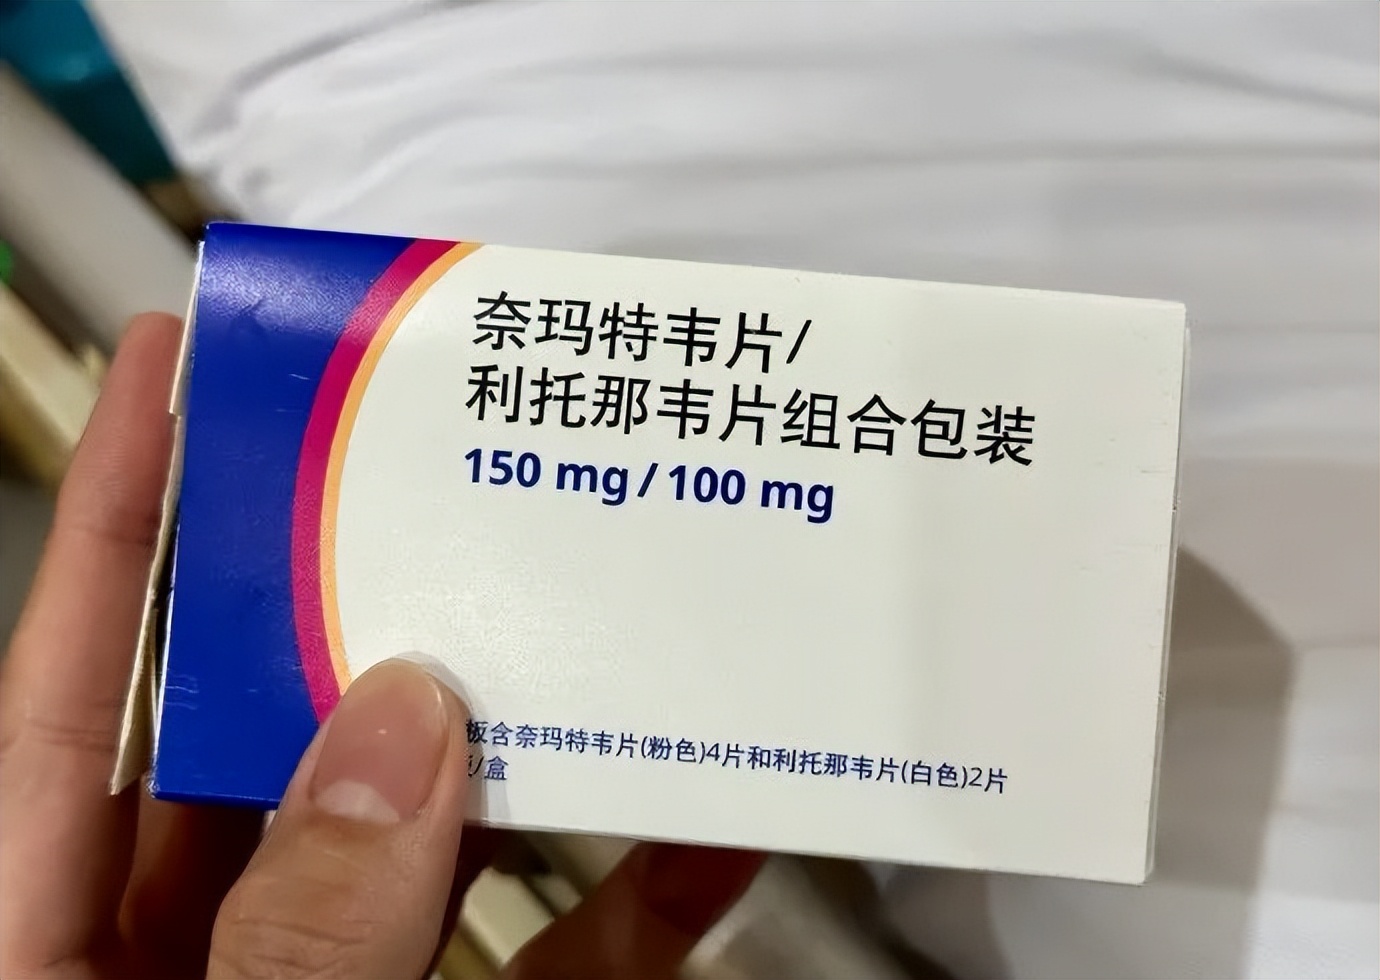 奈玛特韦片/
利托那韦片组合包装
150 mg/100 mg
板含奈玛特韦片(粉色)4片和利托那韦片(白色)2片
/盒